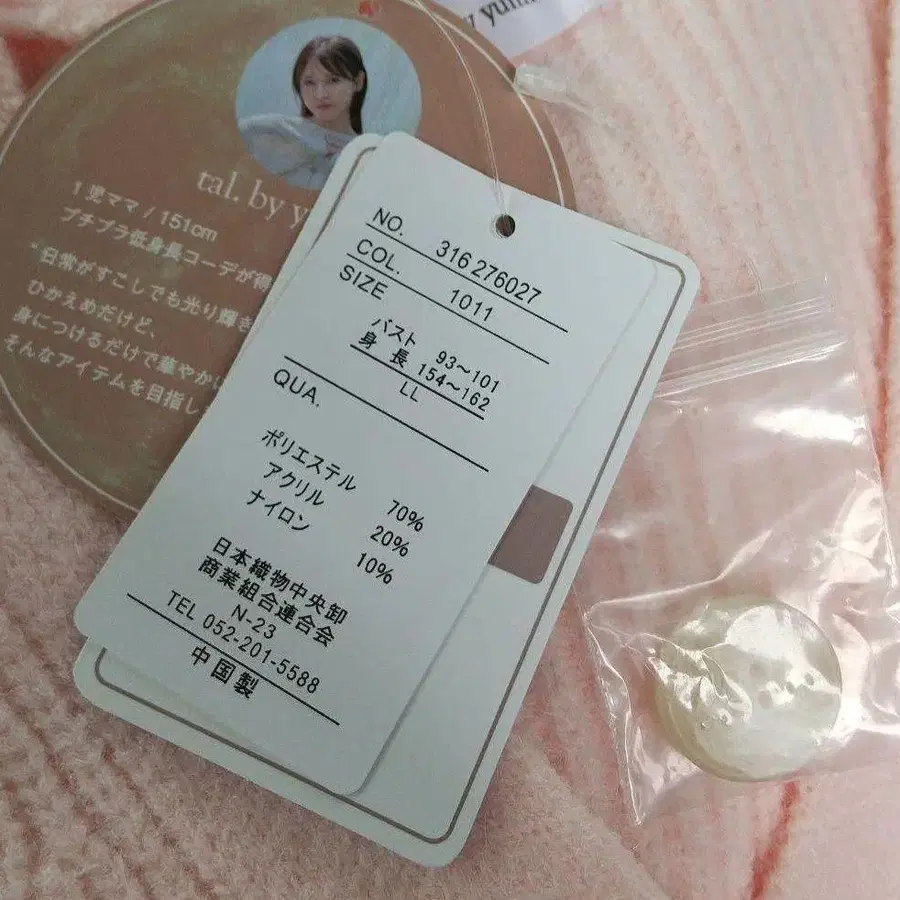 by yum
tal. by y
1児ママ / 151cm
プチプラ低身長コーデが得
日常がすこしでも光り輝き
ひかえめだけど、
身につけるだけで華やかい
そんなアイテムを目指し
NO. 316 276027
COL. 1011
SIZE
バスト 93～101
身長 154～162
LL
QUA.
ポリエステル 70%
アクリル 20%
ナイロン 10%
日本織物中央卸
商業組合連合会
N-23
TEL 052-201-5588
中国製